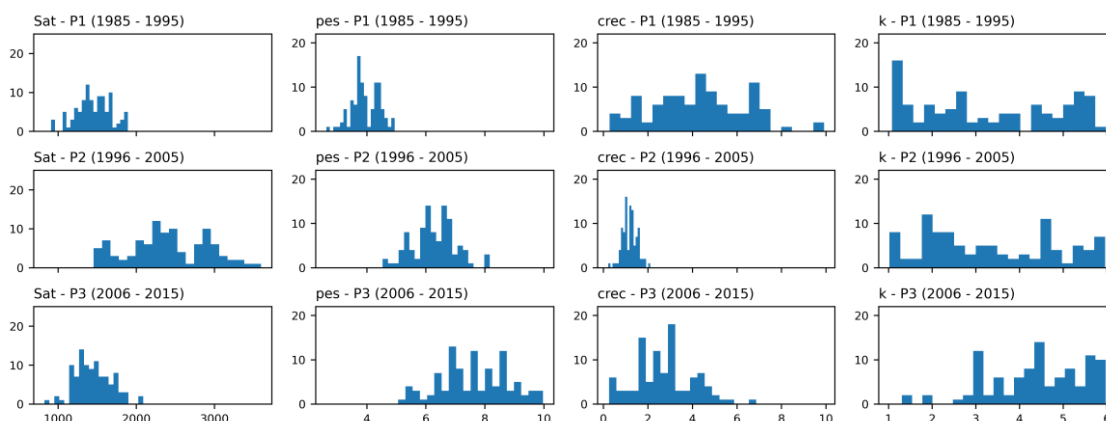 Sat - P1 (1985 - 1995)
pes - P1 (1985 - 1995)
crec - P1 (1985 - 1995)
k - P1 (1985 - 1995)
20
10
0
20
10
0
20
10
0
20
10
0
Sat - P2 (1996 - 2005)
pes - P2 (1996 - 2005)
crec - P2 (1996 - 2005)
k - P2 (1996 - 2005)
20
10
0
20
10
0
20
10
0
20
10
0
Sat - P3 (2006 - 2015)
pes - P3 (2006 - 2015)
crec - P3 (2006 - 2015)
k - P3 (2006 - 2015)
20
10
0
20
10
0
20
10
0
20
10
0
1000 2000 3000
4 6 8 10
0 2 4 6 8 10
1 2 3 4 5 6